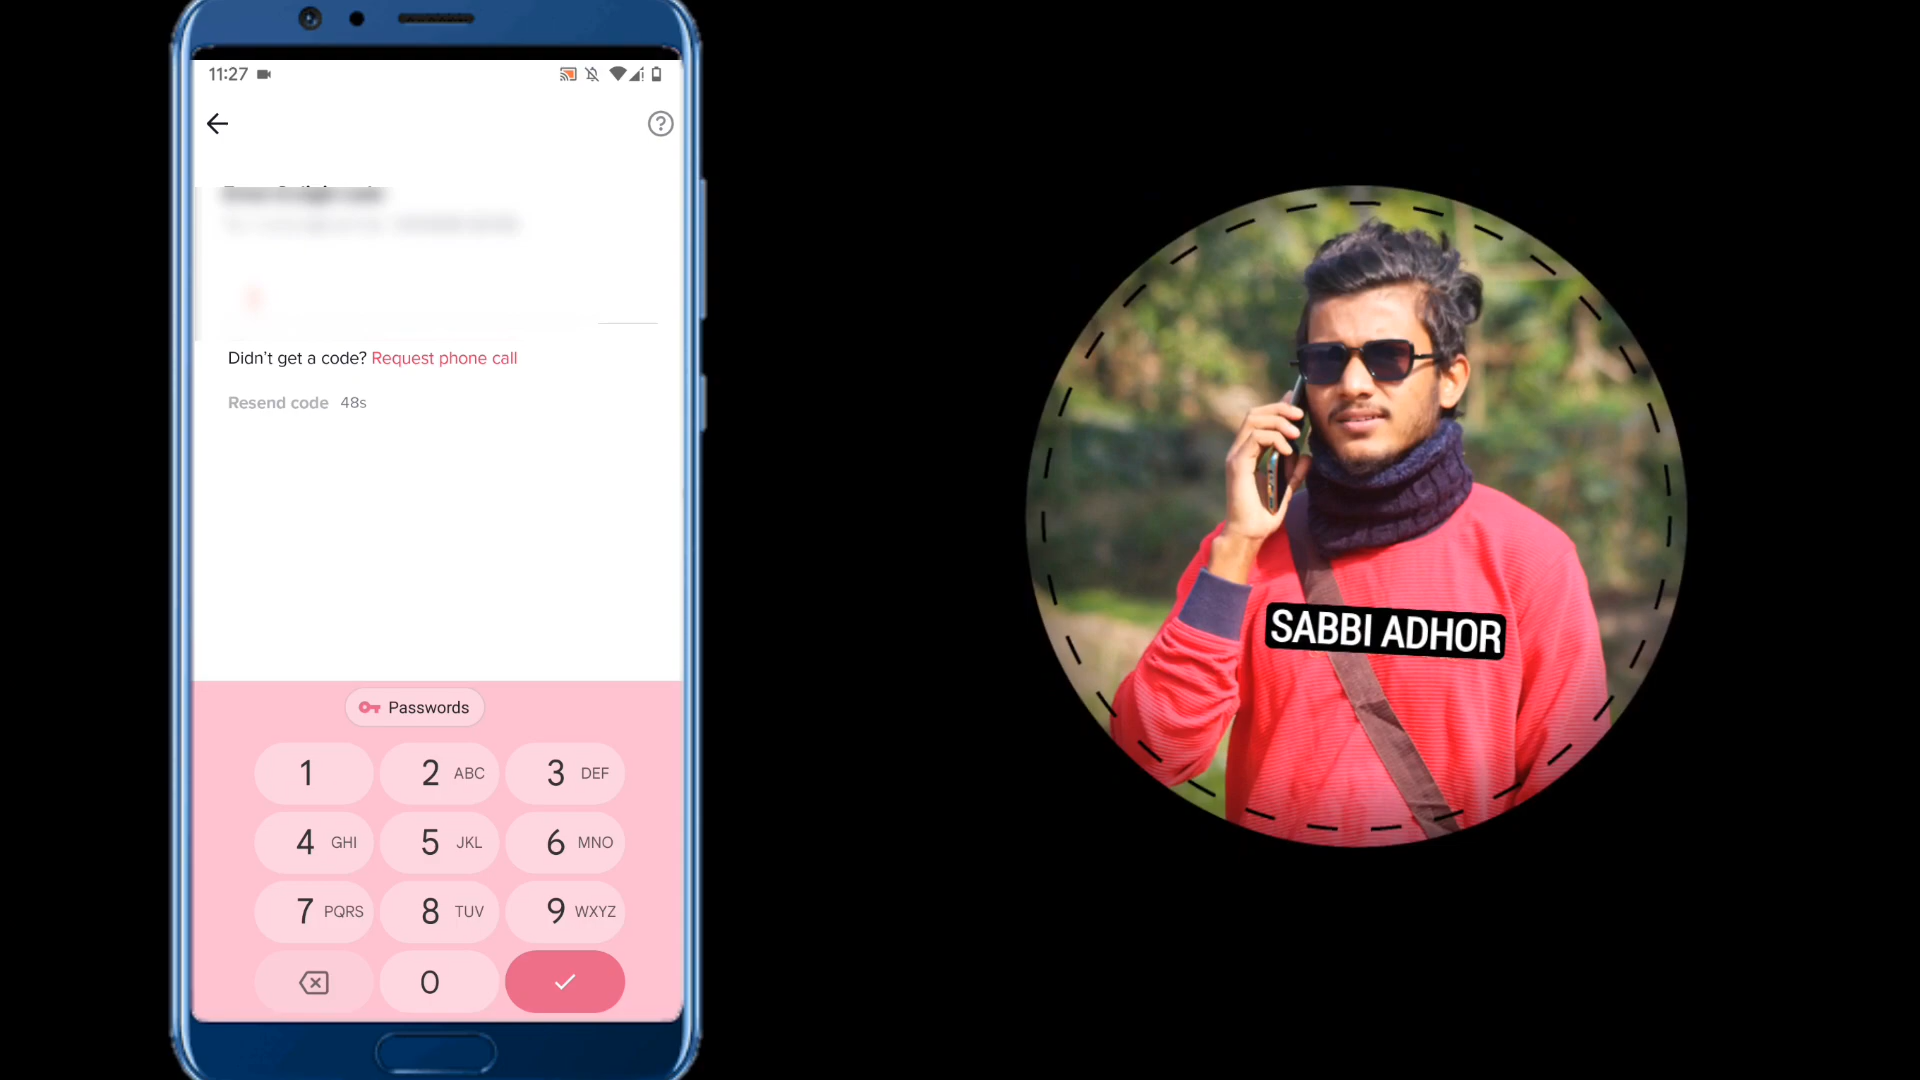 11:27
Didn't get a code? Request phone call
Resend code 48s
Passwords
1
2 ABC
3 DEF
4 GHI
5 JKL
6 MNO
7 PQRS
8 TUV
9 WXYZ
0
SABBI ADHOR